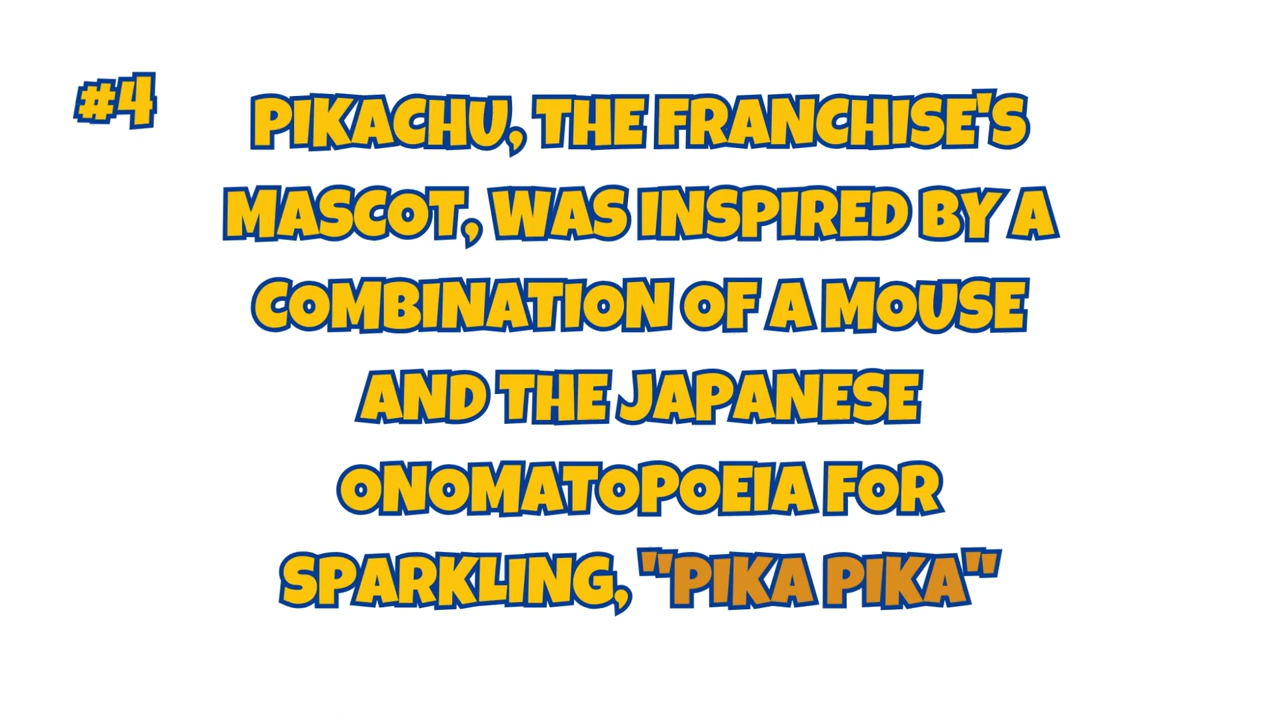 #4
PIKACHU, THE FRANCHISE'S
MASCOT, WAS INSPIRED BY A
COMBINATION OF A MOUSE
AND THE JAPANESE
ONOMATOPOEIA FOR
SPARKLING, "PIKA PIKA"